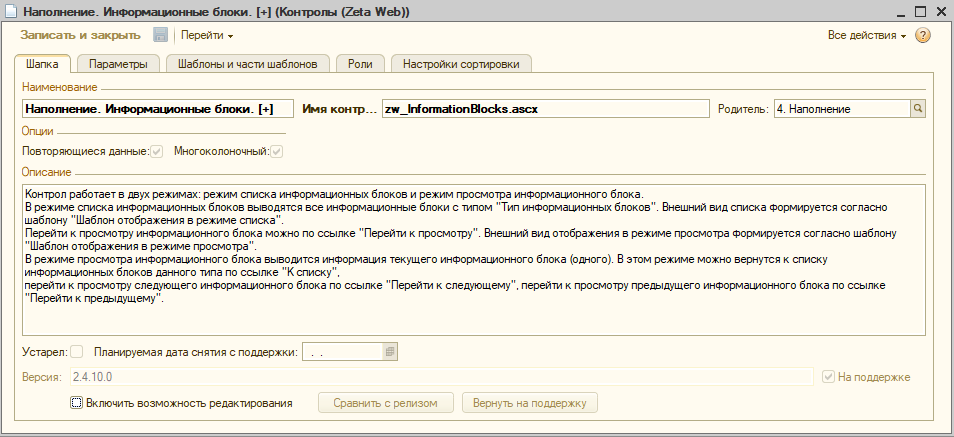 Наполнение. Информационные блоки. [+] (Контролы (Zeta Web))
Записать и закрыть Перейти Все действия ?
Шапка Параметры Шаблоны и части шаблонов Роли Настройки сортировки
Наименование
Наполнение. Информационные блоки. [+] Имя контр... zw_InformationBlocks.ascx Родитель: 4. Наполнение
Опции
Повторяющиеся данные: Многоколоночный:
Описание
Контрол работает в двух режимах: режим списка информационных блоков и режим просмотра информационного блока.
В режиме списка информационных блоков выводятся все информационные блоки с типом "Тип информационных блоков". Внешний вид списка формируется согласно
шаблону "Шаблон отображения в режиме списка".
Перейти к просмотру информационного блока можно по ссылке "Перейти к просмотру". Внешний вид отображения в режиме просмотра формируется согласно шаблону
"Шаблон отображения в режиме просмотра".
В режиме просмотра информационного блока выводится информация текущего информационного блока (одного). В этом режиме можно вернутся к списку
информационных блоков данного типа по ссылке "К списку",
перейти к просмотру следующего информационного блока по ссылке "Перейти к следующему", перейти к просмотру предыдущего информационного блока по ссылке
"Перейти к предыдущему".
Устарел: Планируемая дата снятия с поддержки: . .
Версия: 2.4.10.0 На поддержке
Включить возможность редактирования Сравнить с релизом Вернуть на поддержку